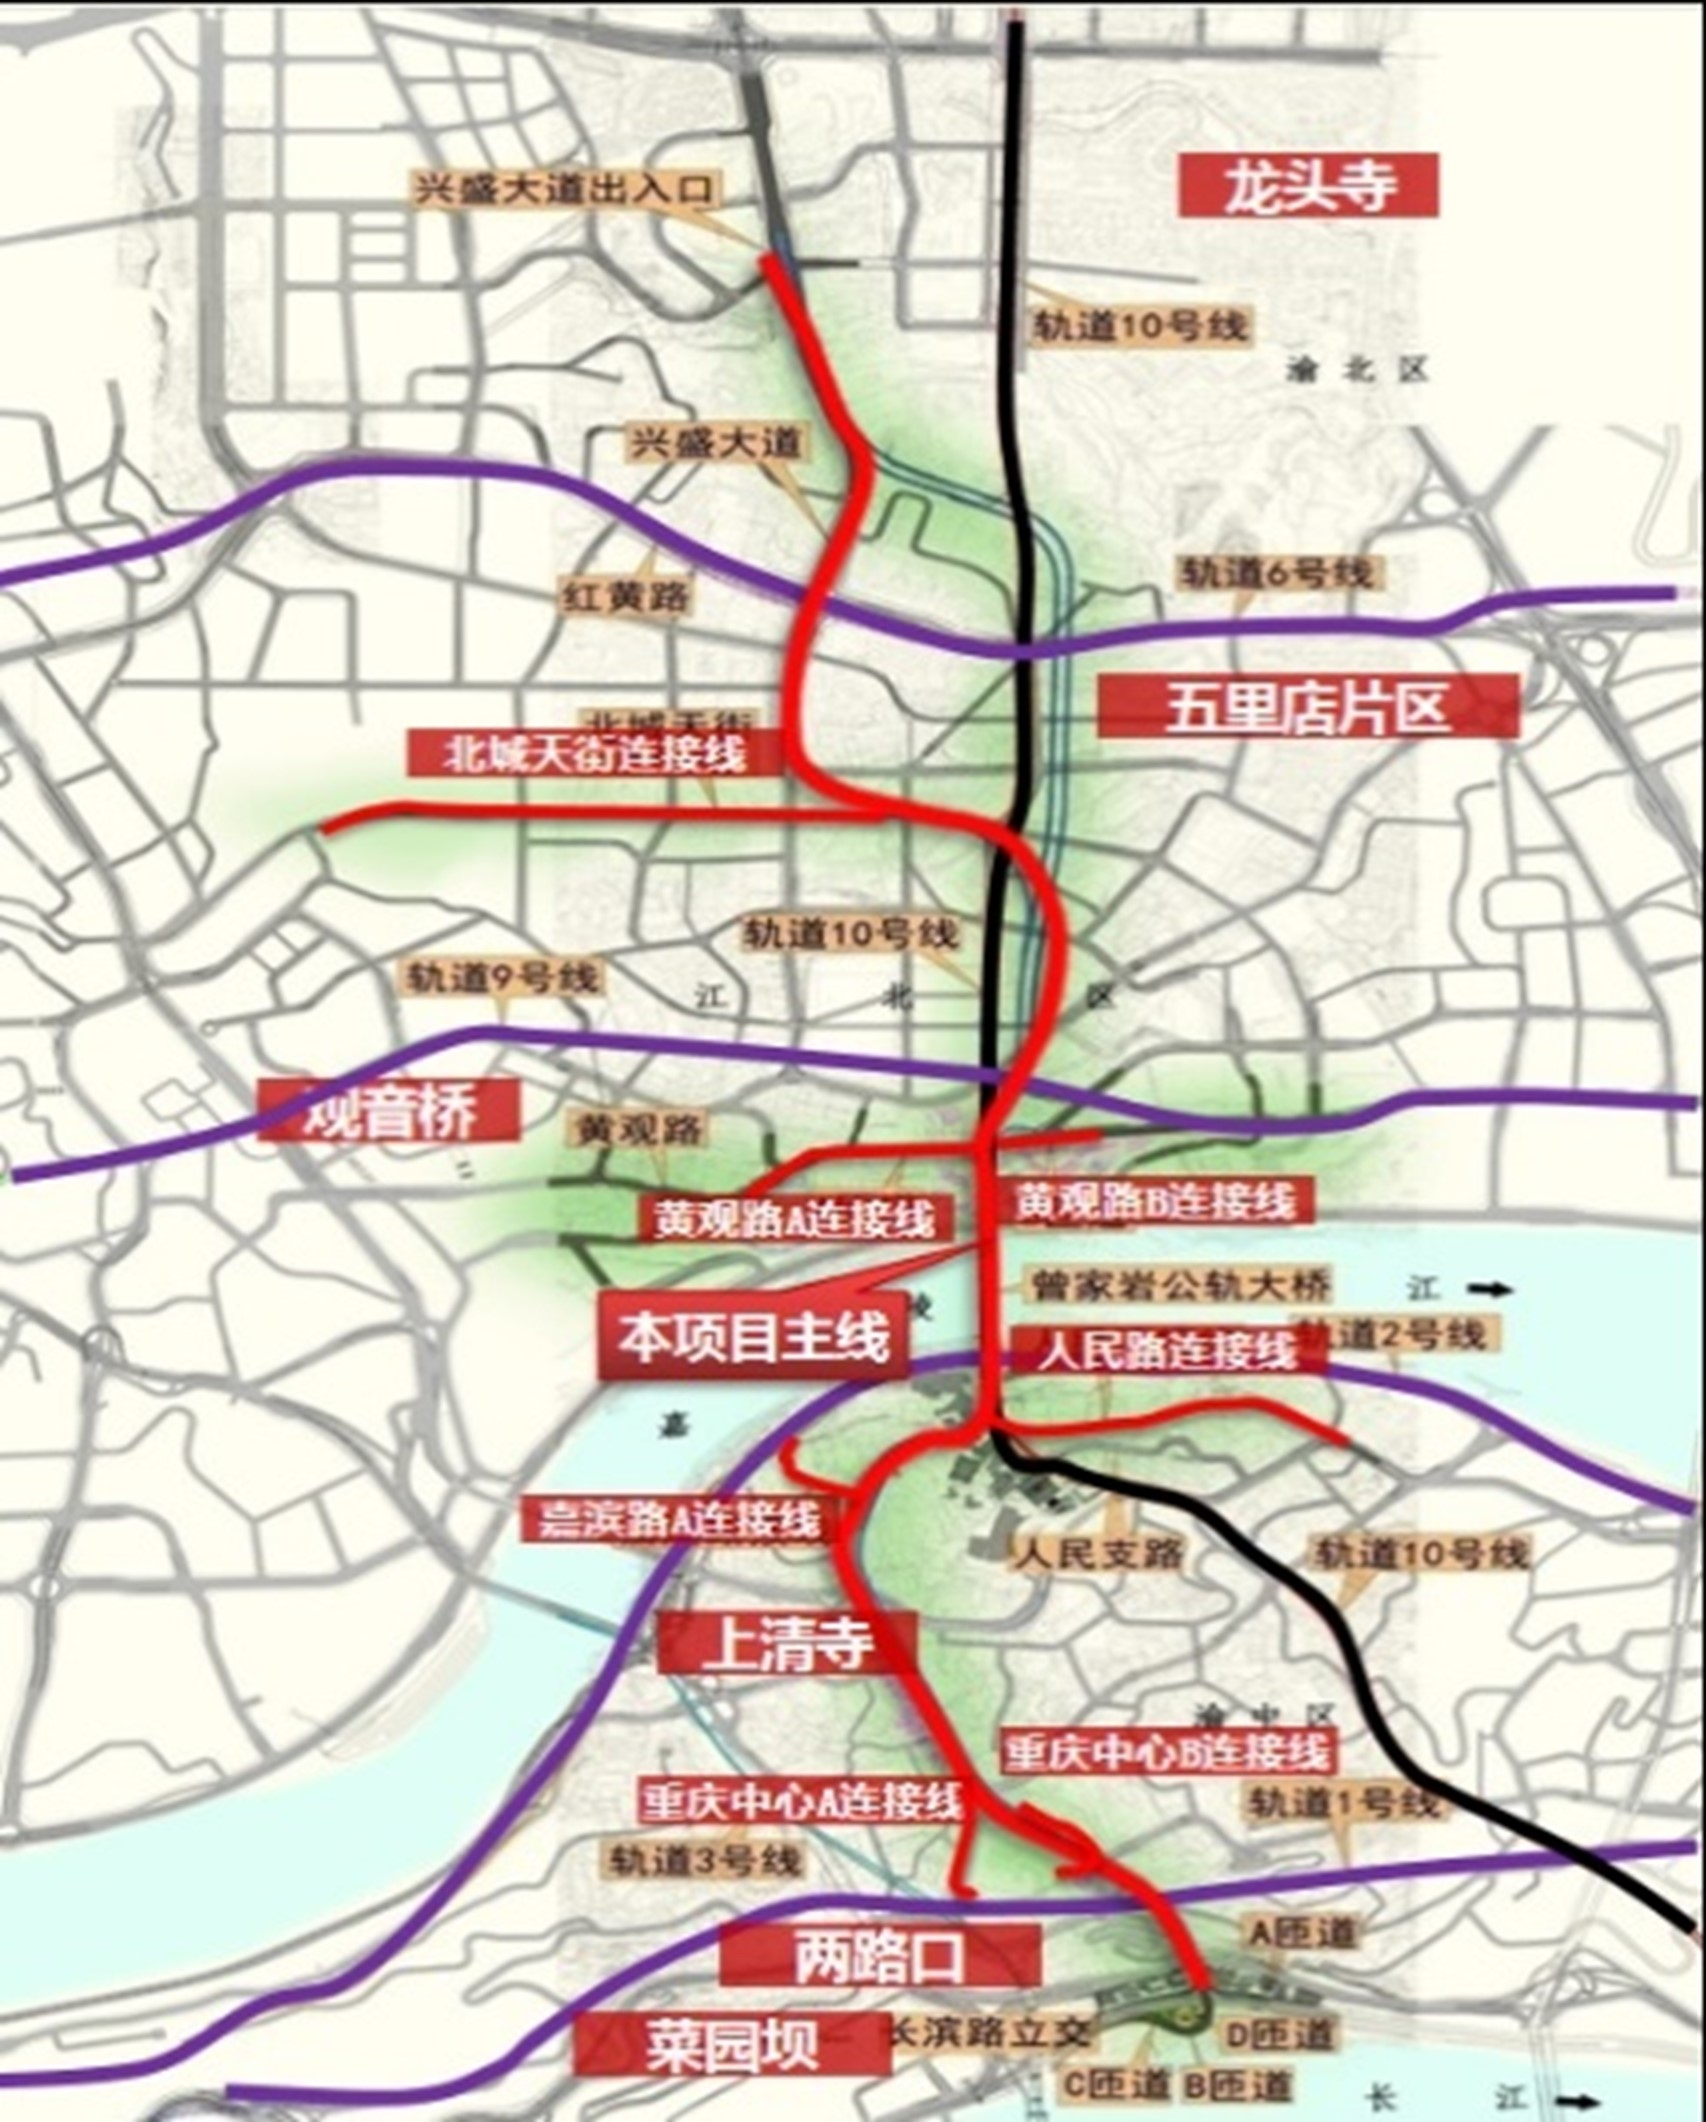 龙头寺
兴盛大道出入口
轨道10号线
渝北区
兴盛大道
轨道6号线
红黄路
五里店片区
北城天街
北城天街连接线
轨道10号线
轨道9号线
江北区
观音桥
黄观路
黄观路A连接线
黄观路B连接线
曾家岩公轨大桥
江
本项目主线
陵
轨道2号线
人民路连接线
嘉
嘉滨路A连接线
人民支路
轨道10号线
上清寺
渝中区
重庆中心B连接线
重庆中心A连接线
轨道1号线
轨道3号线
两路口
A匝道
菜园坝
长滨路立交
D匝道
C匝道
B匝道
长江